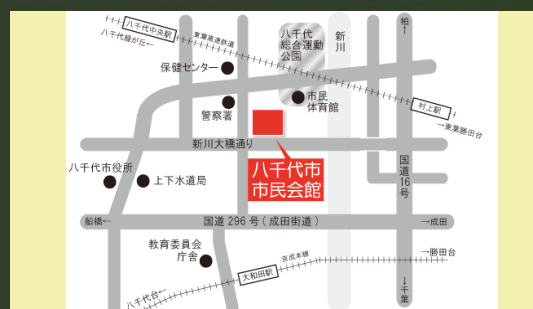 八千代中央駅
八千代緑が丘←
東葉高速鉄道
八千代
総合運動
公園
新川
柏
↑
保健センター
市民
体育館
警察署
村上駅
→東葉勝田台
新川大橋通り
八千代市役所
上下水道局
八千代市
市民会館
国道16号
船橋←
国道296号(成田街道)
→成田
教育委員会
庁舎
大和田駅
京成本線
→勝田台
八千代台←
↓
千葉